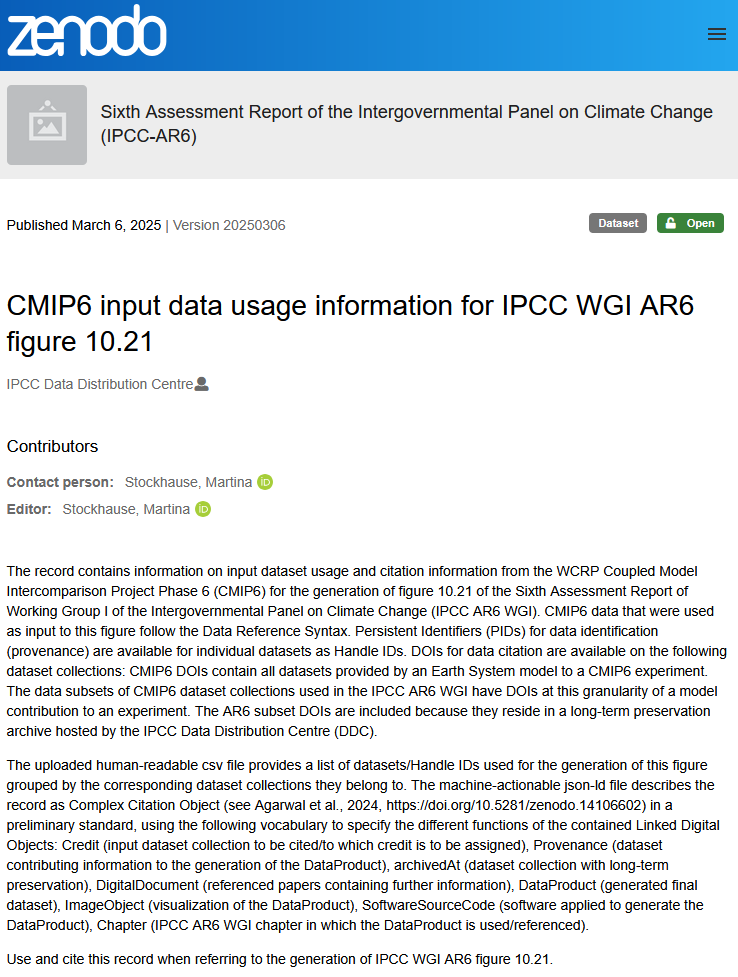 zenodo
Sixth Assessment Report of the Intergovernmental Panel on Climate Change
(IPCC-AR6)
Published March 6, 2025 | Version 20250306
Dataset
Open
CMIP6 input data usage information for IPCC WGI AR6
figure 10.21
IPCC Data Distribution Centre
Contributors
Contact person: Stockhause, Martina iD
Editor: Stockhause, Martina iD
The record contains information on input dataset usage and citation information from the WCRP Coupled Model
Intercomparison Project Phase 6 (CMIP6) for the generation of figure 10.21 of the Sixth Assessment Report of
Working Group I of the Intergovernmental Panel on Climate Change (IPCC AR6 WGI). CMIP6 data that were used
as input to this figure follow the Data Reference Syntax. Persistent Identifiers (PIDs) for data identification
(provenance) are available for individual datasets as Handle IDs. DOIs for data citation are available on the following
dataset collections: CMIP6 DOIs contain all datasets provided by an Earth System model to a CMIP6 experiment.
The data subsets of CMIP6 dataset collections used in the IPCC AR6 WGI have DOIs at this granularity of a model
contribution to an experiment. The AR6 subset DOIs are included because they reside in a long-term preservation
archive hosted by the IPCC Data Distribution Centre (DDC).
The uploaded human-readable csv file provides a list of datasets/Handle IDs used for the generation of this figure
grouped by the corresponding dataset collections they belong to. The machine-actionable json-ld file describes the
record as Complex Citation Object (see Agarwal et al., 2024, https://doi.org/10.5281/zenodo.14106602) in a
preliminary standard, using the following vocabulary to specify the different functions of the contained Linked Digital
Objects: Credit (input dataset collection to be cited/to which credit is to be assigned), Provenance (dataset
contributing information to the generation of the DataProduct), archivedAt (dataset collection with long-term
preservation), DigitalDocument (referenced papers containing further information), DataProduct (generated final
dataset), ImageObject (visualization of the DataProduct), SoftwareSourceCode (software applied to generate the
DataProduct), Chapter (IPCC AR6 WGI chapter in which the DataProduct is used/referenced).
Use and cite this record when referring to the generation of IPCC WGI AR6 figure 10.21.